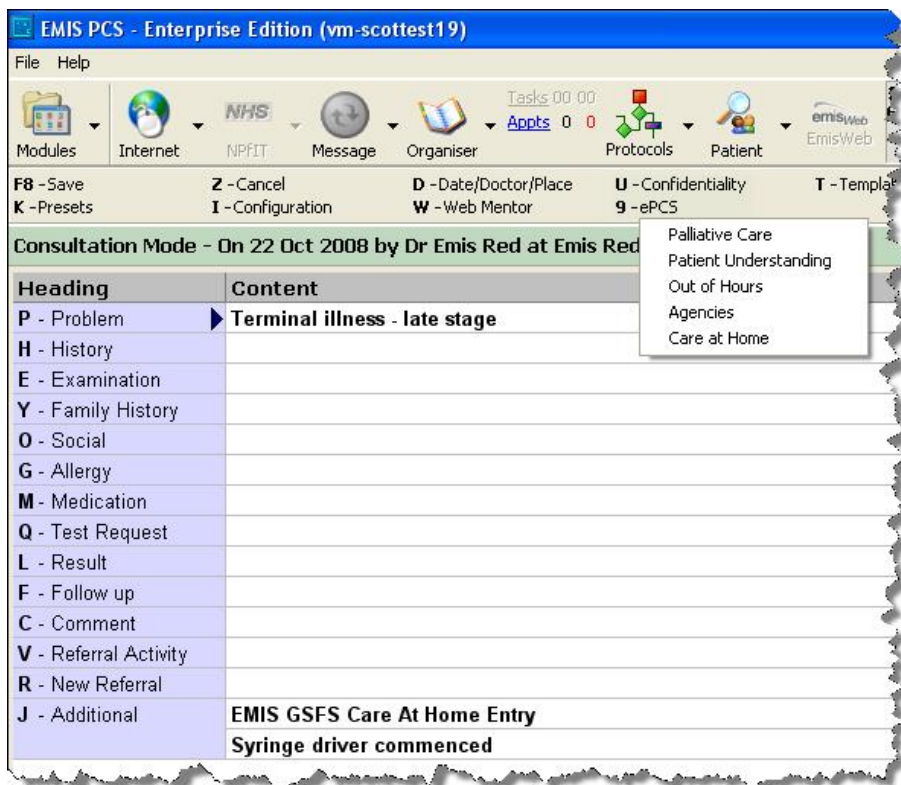 EMIS PCS - Enterprise Edition (vm-scottest19)
File Help
Tasks 00 00
Appts 0 0
NHS
emisWeb
Modules Internet NPfIT Message Organiser Protocols Patient EmisWeb
F8 -Save Z -Cancel D -Date/Doctor/Place U -Confidentiality T -Templat
K -Presets I -Configuration W -Web Mentor 9 -ePCS
Palliative Care
Patient Understanding
Out of Hours
Agencies
Care at Home
Consultation Mode - On 22 Oct 2008 by Dr Emis Red at Emis Red
Heading Content
P - Problem Terminal illness - late stage
H - History
E - Examination
Y - Family History
O - Social
G - Allergy
M - Medication
Q - Test Request
L - Result
F - Follow up
C - Comment
V - Referral Activity
R - New Referral
J - Additional EMIS GSFS Care At Home Entry
Syringe driver commenced